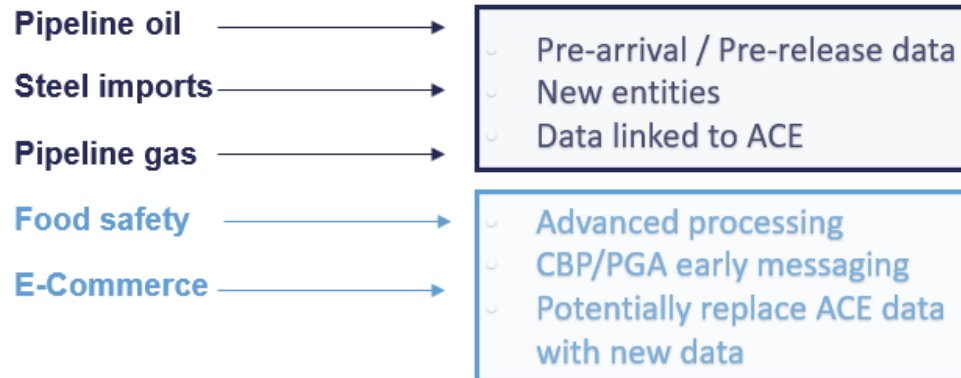 Pipeline oil
Steel imports
Pipeline gas
Pre-arrival / Pre-release data
New entities
Data linked to ACE
Food safety
E-Commerce
Advanced processing
CBP/PGA early messaging
Potentially replace ACE data
with new data